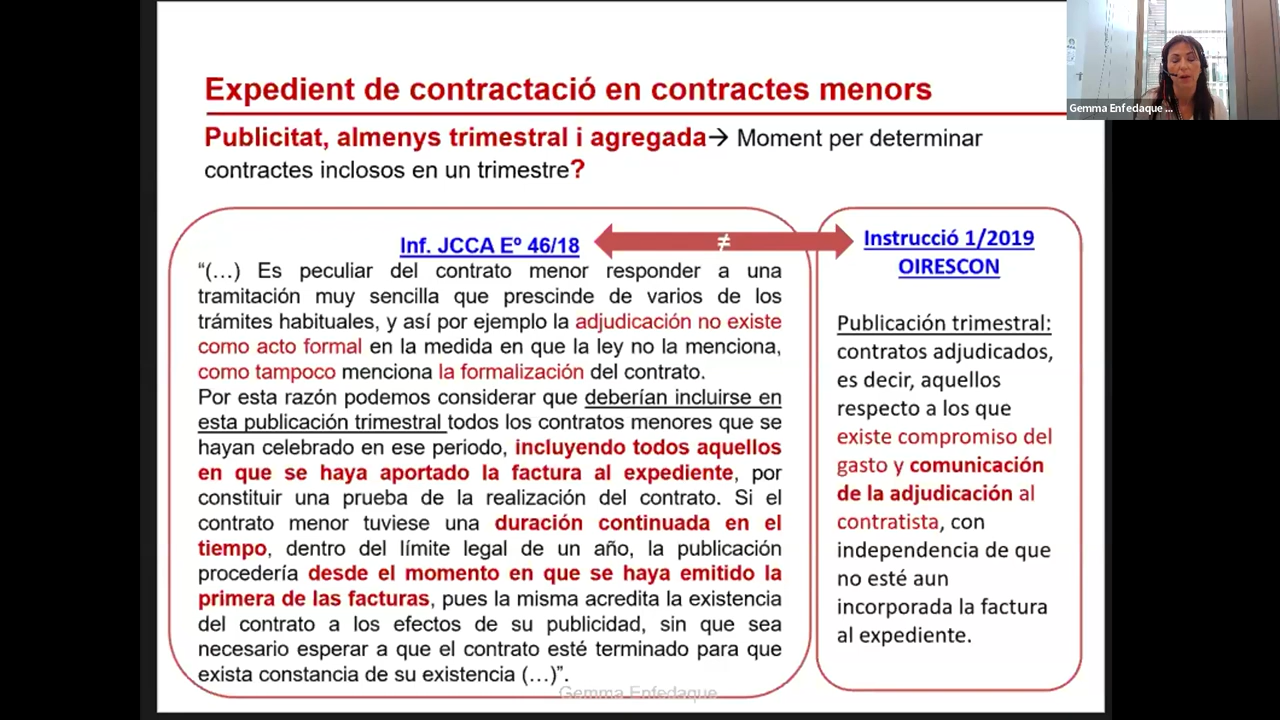 Expedient de contractació en contractes menors
Publicitat, almenys trimestral i agregada→ Moment per determinar
contractes inclosos en un trimestre?
Inf. JCCA Eº 46/18
“(…) Es peculiar del contrato menor responder a una
tramitación muy sencilla que prescinde de varios de los
trámites habituales, y así por ejemplo la adjudicación no existe
como acto formal en la medida en que la ley no la menciona,
como tampoco menciona la formalización del contrato.
Por esta razón podemos considerar que deberían incluirse en
esta publicación trimestral todos los contratos menores que se
hayan celebrado en ese periodo, incluyendo todos aquellos
en que se haya aportado la factura al expediente, por
constituir una prueba de la realización del contrato. Si el
contrato menor tuviese una duración continuada en el
tiempo, dentro del límite legal de un año, la publicación
procedería desde el momento en que se haya emitido la
primera de las facturas, pues la misma acredita la existencia
del contrato a los efectos de su publicidad, sin que sea
necesario esperar a que el contrato esté terminado para que
exista constancia de su existencia (…)”.
≠
Instrucció 1/2019
OIRESCON
Publicación trimestral:
contratos adjudicados,
es decir, aquellos
respecto a los que
existe compromiso del
gasto y comunicación
de la adjudicación al
contratista, con
independencia de que
no esté aun
incorporada la factura
al expediente.
Gemma Enfedaque
Gemma Enfedaque ...